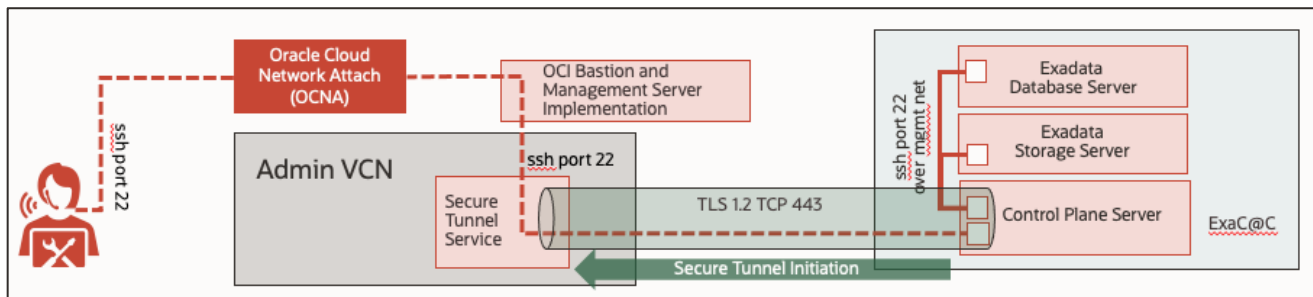 Oracle Cloud
Network Attach
(OCNA)
OCI Bastion and
Management Server
Implementation
ssh port 22
Admin VCN
ssh port 22
Secure
Tunnel
Service
TLS 1.2 TCP 443
Secure Tunnel Initiation
ssh port 22
over mgmt net
Exadata
Database Server
Exadata
Storage Server
Control Plane Server
ExaC@C